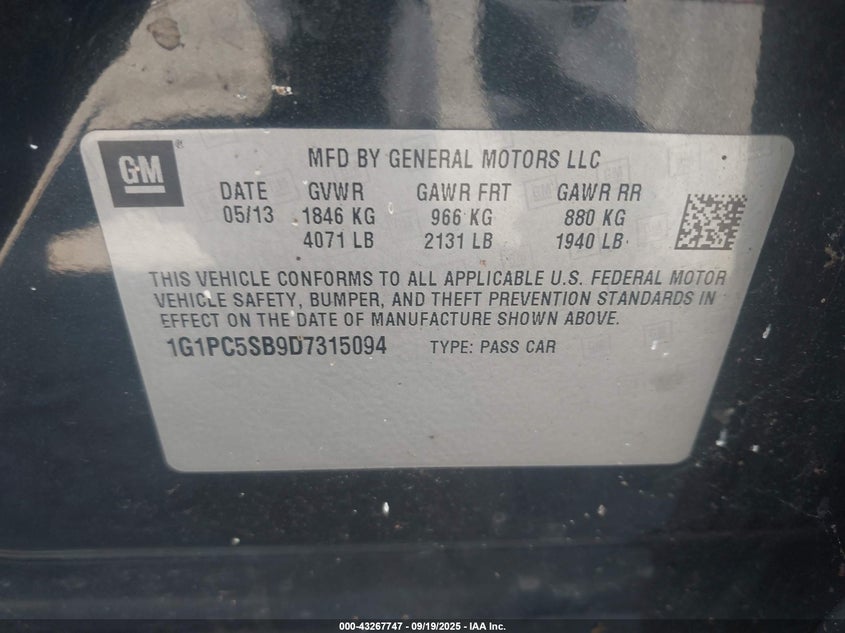 GM
MFD BY GENERAL MOTORS LLC
DATE GVWR GAWR FRT GAWR RR
05/13 1846 KG 966 KG 880 KG
4071 LB 2131 LB 1940 LB
THIS VEHICLE CONFORMS TO ALL APPLICABLE U.S. FEDERAL MOTOR
VEHICLE SAFETY, BUMPER, AND THEFT PREVENTION STANDARDS IN
EFFECT ON THE DATE OF MANUFACTURE SHOWN ABOVE.
1G1PC5SB9D7315094 TYPE: PASS CAR
000-43267747 - 09/19/2025 - IAA Inc.